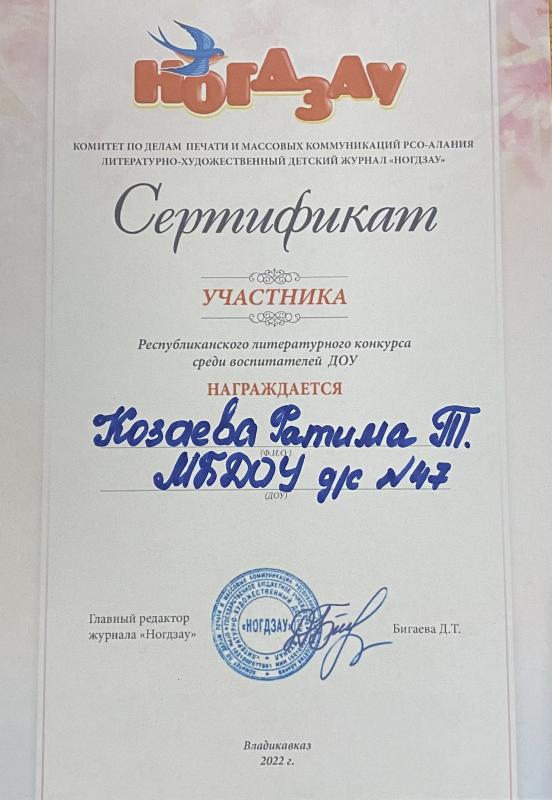 НОГДЗАУ
КОМИТЕТ ПО ДЕЛАМ ПЕЧАТИ И МАССОВЫХ КОММУНИКАЦИЙ РСО-АЛАНИЯ
ЛИТЕРАТУРНО-ХУДОЖЕСТВЕННЫЙ ДЕТСКИЙ ЖУРНАЛ «НОГДЗАУ»
Сертификат
УЧАСТНИКА
Республиканского литературного конкурса
среди воспитателей ДОУ
НАГРАЖДАЕТСЯ
Козаева Фатима Т.
(Ф.И.О.)
МБДОУ д/с №47
(ДОУ)
Главный редактор
журнала «Ногдзау»
«НОГДЗАУ»
Бигаева Д.Т.
Владикавказ
2022 г.